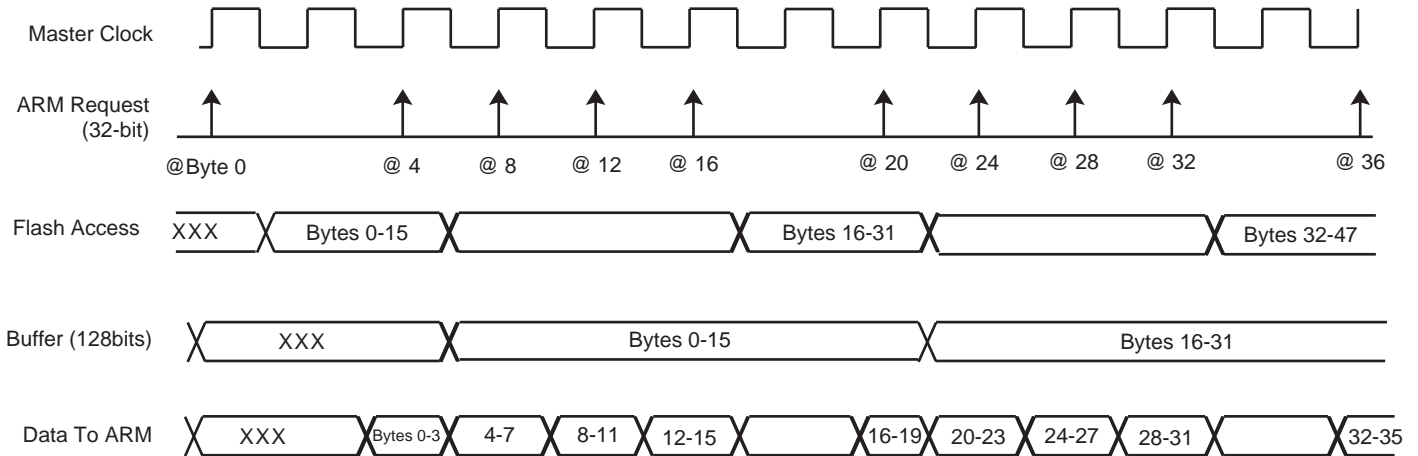 Master Clock
ARM Request
(32-bit)
@Byte 0 @ 4 @ 8 @ 12 @ 16 @ 20 @ 24 @ 28 @ 32 @ 36
Flash Access XXX Bytes 0-15 Bytes 16-31 Bytes 32-47
Buffer (128bits) XXX Bytes 0-15 Bytes 16-31
Data To ARM XXX Bytes 0-3 4-7 8-11 12-15 16-19 20-23 24-27 28-31 32-35